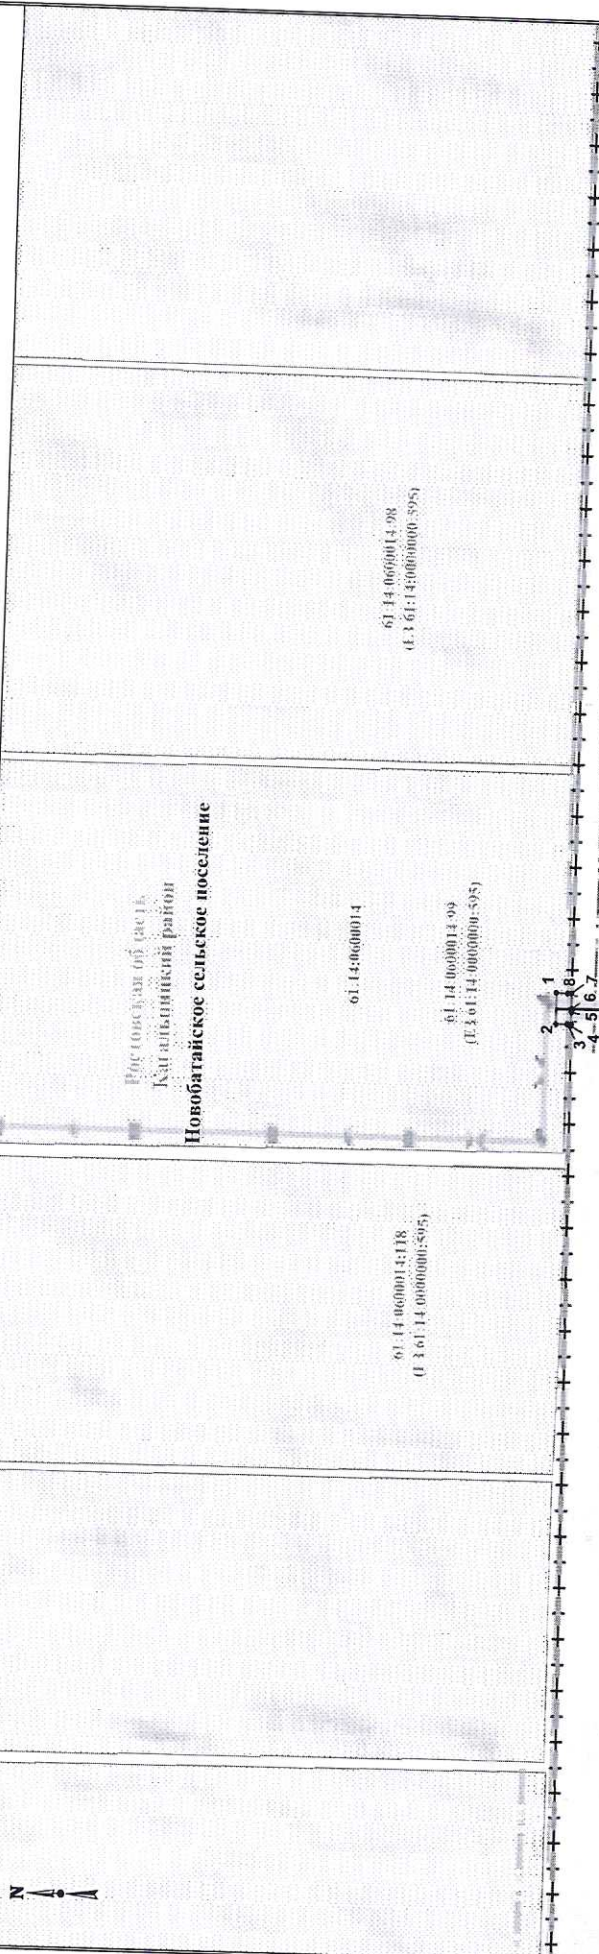 N
Ростовская область
Кагальницкий район
Новобатайское сельское поселение
61:14:0600014
61:14:0600014:118
(ЕЗ 61:14:0000000:595)
61:14:0600014:99
(ЕЗ 61:14:0000000:595)
61:14:0600014:98
(ЕЗ 61:14:0000000:595)
2 1
3 8
4 5 6 7